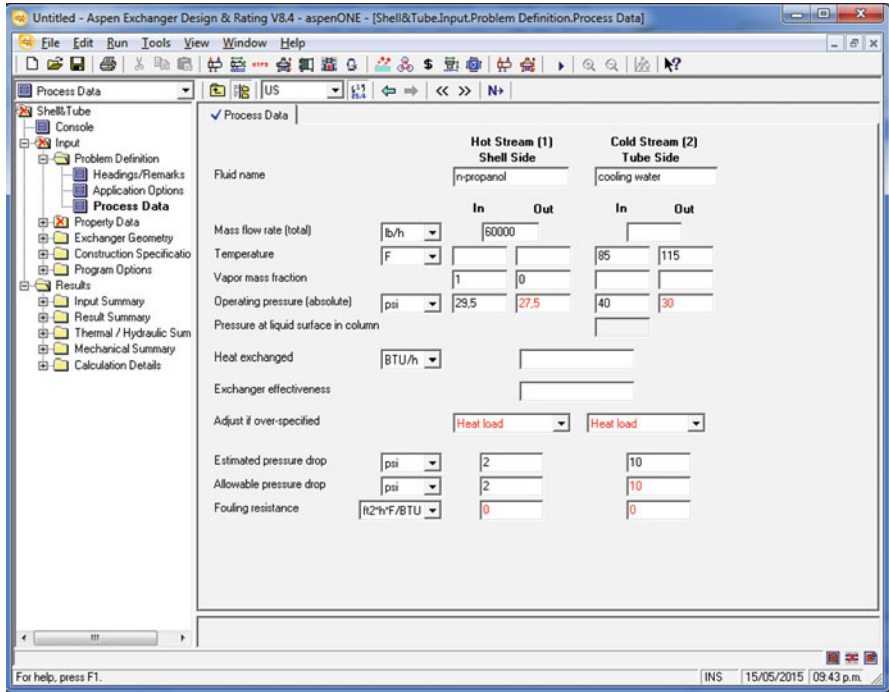 Untitled - Aspen Exchanger Design & Rating V8.4 - aspenONE - [Shell&Tube.Input.Problem Definition.Process Data]
File Edit Run Tools View Window Help
Process Data US
Shell&Tube
Console
Input
Problem Definition
Headings/Remarks
Application Options
Process Data
Property Data
Exchanger Geometry
Construction Specificatio
Program Options
Results
Input Summary
Result Summary
Thermal / Hydraulic Sum
Mechanical Summary
Calculation Details
Process Data
Hot Stream (1) Cold Stream (2)
Shell Side Tube Side
Fluid name n-propanol cooling water
In Out In Out
Mass flow rate (total) lb/h 60000
Temperature F 85 115
Vapor mass fraction 1 0
Operating pressure (absolute) psi 29,5 27,5 40 30
Pressure at liquid surface in column
Heat exchanged BTU/h
Exchanger effectiveness
Adjust if over-specified Heat load Heat load
Estimated pressure drop psi 2 10
Allowable pressure drop psi 2 10
Fouling resistance ft2*h*F/BTU 0 0
For help, press F1. INS 15/05/2015 09:43 p.m.